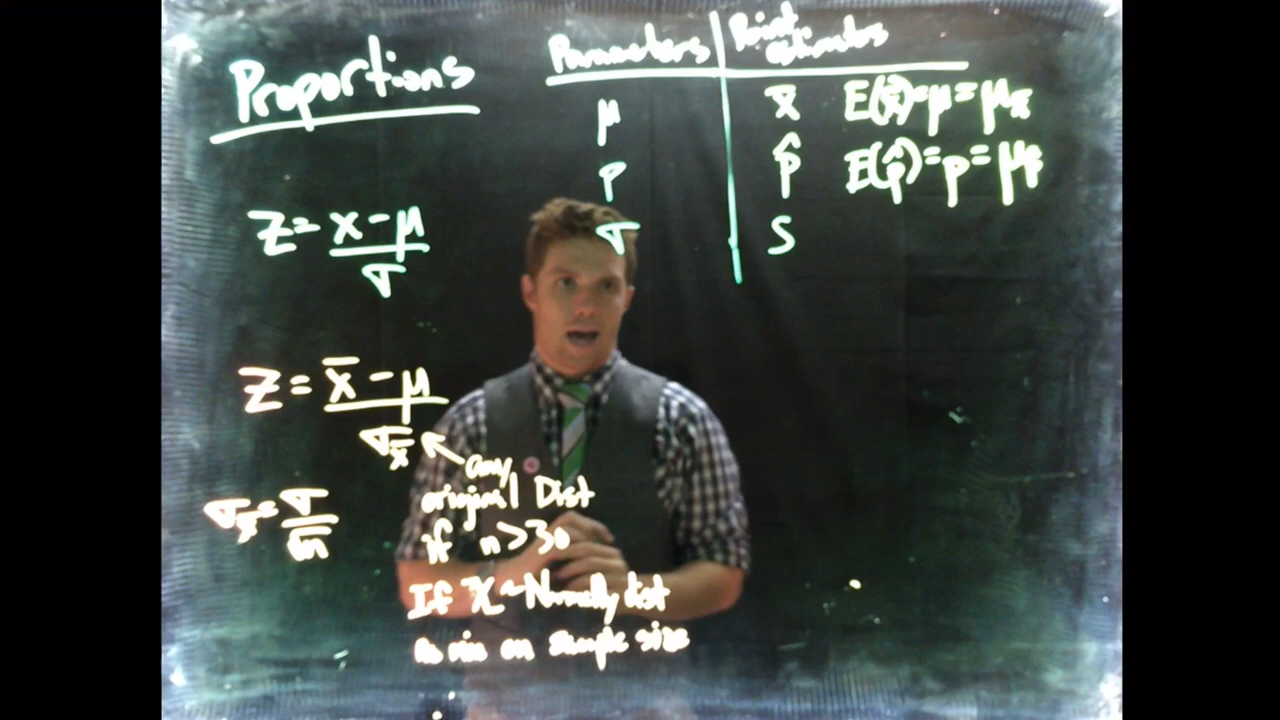 Proportions
Parameters | Point estimates
μ | x̄ E(x̄)=μ=μx̄
p | p̂ E(p̂)=p=μp̂
σ | s
z = x - μ / σ
z = x̄ - μ / σx̄
any
original Dist
if n > 30
σx̄ = σ / √n
If X ~ Normally dist
no min on sample size